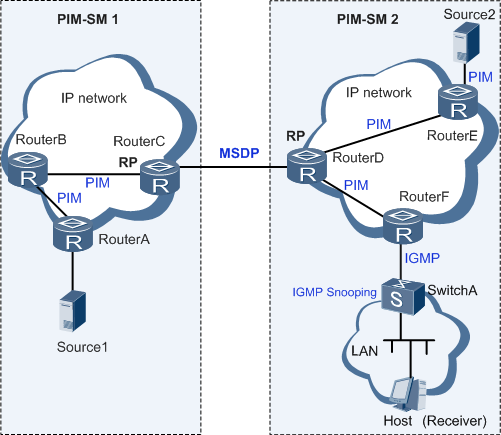 PIM-SM 1
PIM-SM 2
Source2
PIM
IP network
IP network
RouterB
RouterC
RP
PIM
PIM
R
R
R
RouterA
Source1
MSDP
RP
PIM
R
RouterE
R
RouterD
PIM
RouterF
R
IGMP
IGMP Snooping
SwitchA
S
LAN
Host (Receiver)